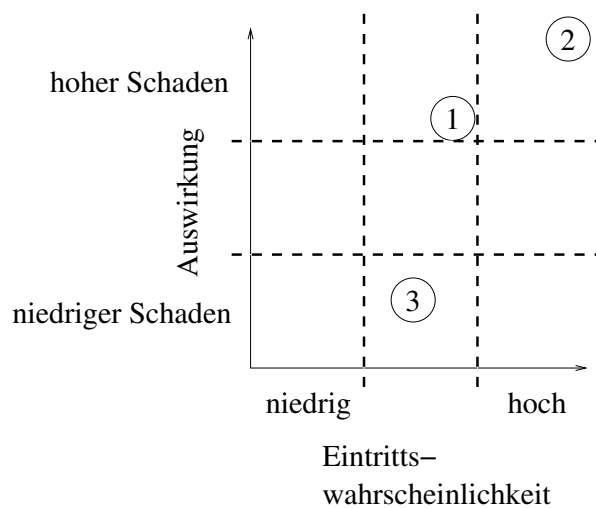 2
hoher Schaden
1
Auswirkung
3
niedriger Schaden
niedrig hoch
Eintritts–
wahrscheinlichkeit